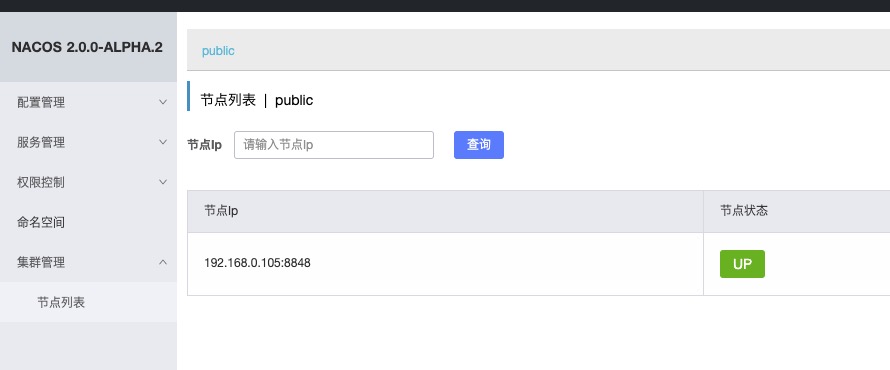 NACOS 2.0.0-ALPHA.2
配置管理
服务管理
权限控制
命名空间
集群管理
节点列表
public
节点列表 | public
节点Ip 请输入节点Ip 查询
节点Ip 节点状态
192.168.0.105:8848 UP